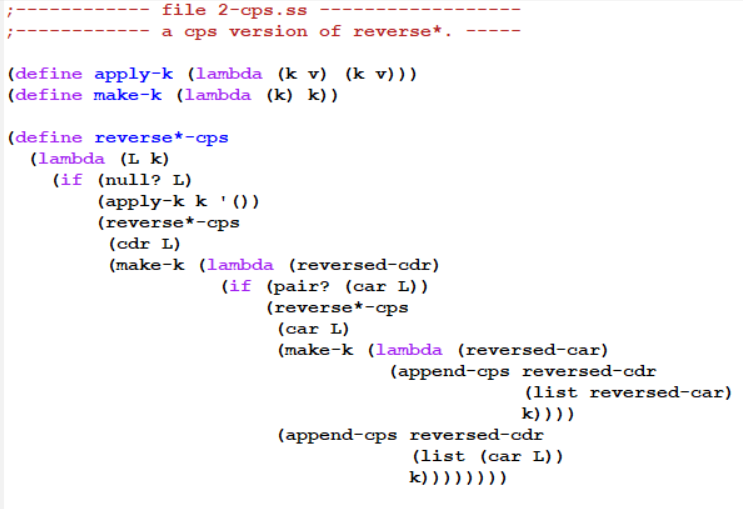 ;------------ file 2-cps.ss ------------------
;------------ a cps version of reverse*. -----
(define apply-k (lambda (k v) (k v)))
(define make-k (lambda (k) k))
(define reverse*-cps
  (lambda (L k)
    (if (null? L)
        (apply-k k '())
        (reverse*-cps
         (cdr L)
         (make-k (lambda (reversed-cdr)
                   (if (pair? (car L))
                       (reverse*-cps
                        (car L)
                        (make-k (lambda (reversed-car)
                                  (append-cps reversed-cdr
                                              (list reversed-car)
                                              k))))
                        (append-cps reversed-cdr
                                    (list (car L))
                                    k))))))))